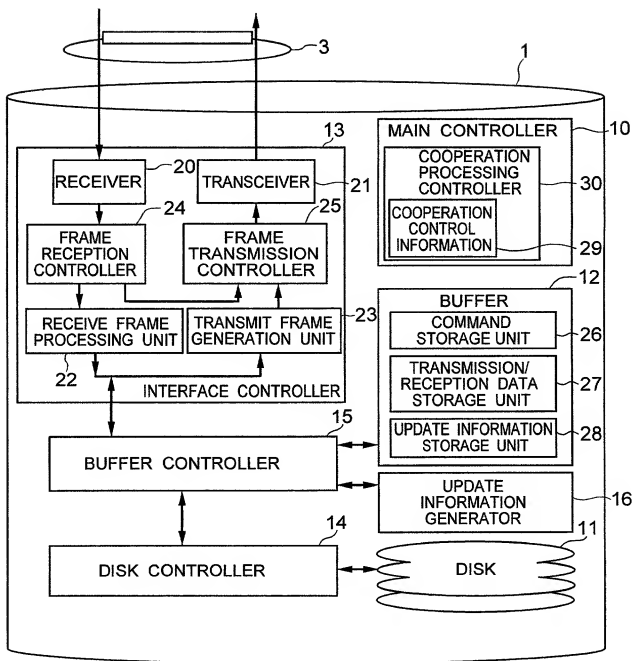 3
1
13
MAIN CONTROLLER
10
COOPERATION
PROCESSING
CONTROLLER
30
COOPERATION
CONTROL
INFORMATION
29
RECEIVER
20
TRANSCEIVER
21
24
25
FRAME
RECEPTION
CONTROLLER
FRAME
TRANSMISSION
CONTROLLER
RECEIVE FRAME
PROCESSING UNIT
22
TRANSMIT FRAME
GENERATION UNIT
23
INTERFACE CONTROLLER
12
BUFFER
COMMAND
STORAGE UNIT
26
TRANSMISSION/
RECEPTION DATA
STORAGE UNIT
27
UPDATE INFORMATION
STORAGE UNIT
28
15
BUFFER CONTROLLER
UPDATE
INFORMATION
GENERATOR
16
14
DISK CONTROLLER
11
DISK